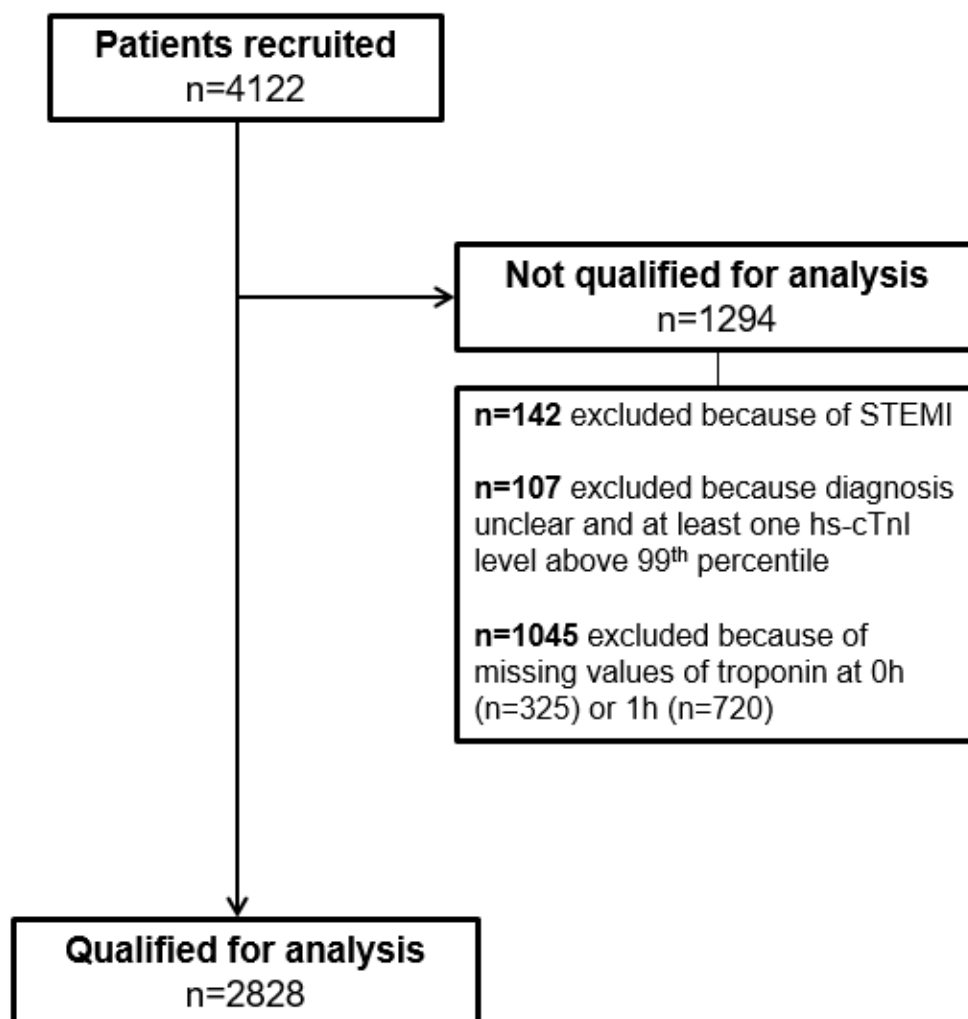 Patients recruited
n=4122
Not qualified for analysis
n=1294
n=142 excluded because of STEMI
n=107 excluded because diagnosis
unclear and at least one hs-cTnI
level above 99th percentile
n=1045 excluded because of
missing values of troponin at 0h
(n=325) or 1h (n=720)
Qualified for analysis
n=2828